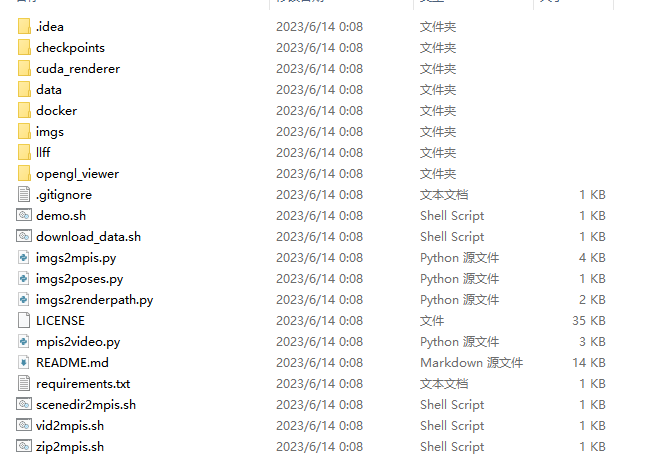 .idea 2023/6/14 0:08 文件夹
checkpoints 2023/6/14 0:08 文件夹
cuda_renderer 2023/6/14 0:08 文件夹
data 2023/6/14 0:08 文件夹
docker 2023/6/14 0:08 文件夹
imgs 2023/6/14 0:08 文件夹
llff 2023/6/14 0:08 文件夹
opengl_viewer 2023/6/14 0:08 文件夹
.gitignore 2023/6/14 0:08 文本文档 1 KB
demo.sh 2023/6/14 0:08 Shell Script 1 KB
download_data.sh 2023/6/14 0:08 Shell Script 1 KB
imgs2mpis.py 2023/6/14 0:08 Python 源文件 4 KB
imgs2poses.py 2023/6/14 0:08 Python 源文件 1 KB
imgs2renderpath.py 2023/6/14 0:08 Python 源文件 2 KB
LICENSE 2023/6/14 0:08 文件 35 KB
mpis2video.py 2023/6/14 0:08 Python 源文件 3 KB
README.md 2023/6/14 0:08 Markdown 源文件 14 KB
requirements.txt 2023/6/14 0:08 文本文档 1 KB
scenedir2mpis.sh 2023/6/14 0:08 Shell Script 1 KB
vid2mpis.sh 2023/6/14 0:08 Shell Script 1 KB
zip2mpis.sh 2023/6/14 0:08 Shell Script 1 KB